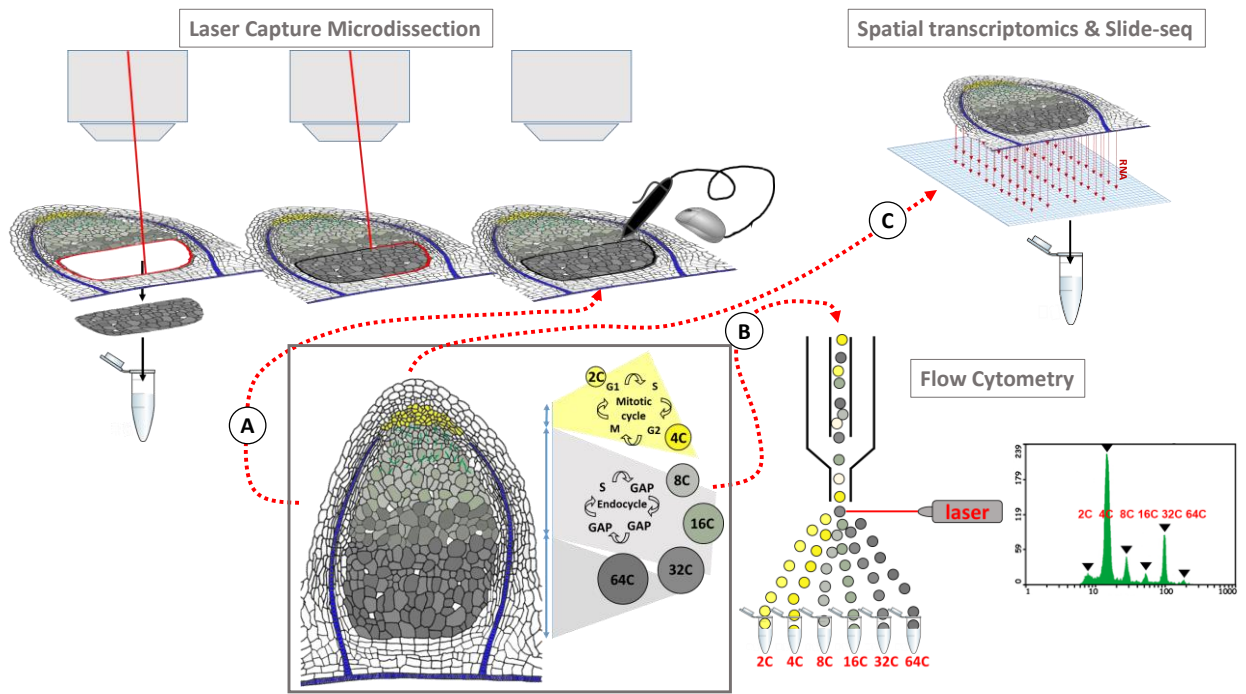 Laser Capture Microdissection
Spatial transcriptomics & Slide-seq
RNA
C
B
A
Flow Cytometry
2C
G1
S
Mitotic
cycle
M
G2
4C
8C
S
GAP
Endocycle
GAP
GAP
16C
64C
32C
laser
239
179
119
59
0
2C 4C 8C 16C 32C 64C
1
10
100
1000
2C 4C 8C 16C 32C 64C